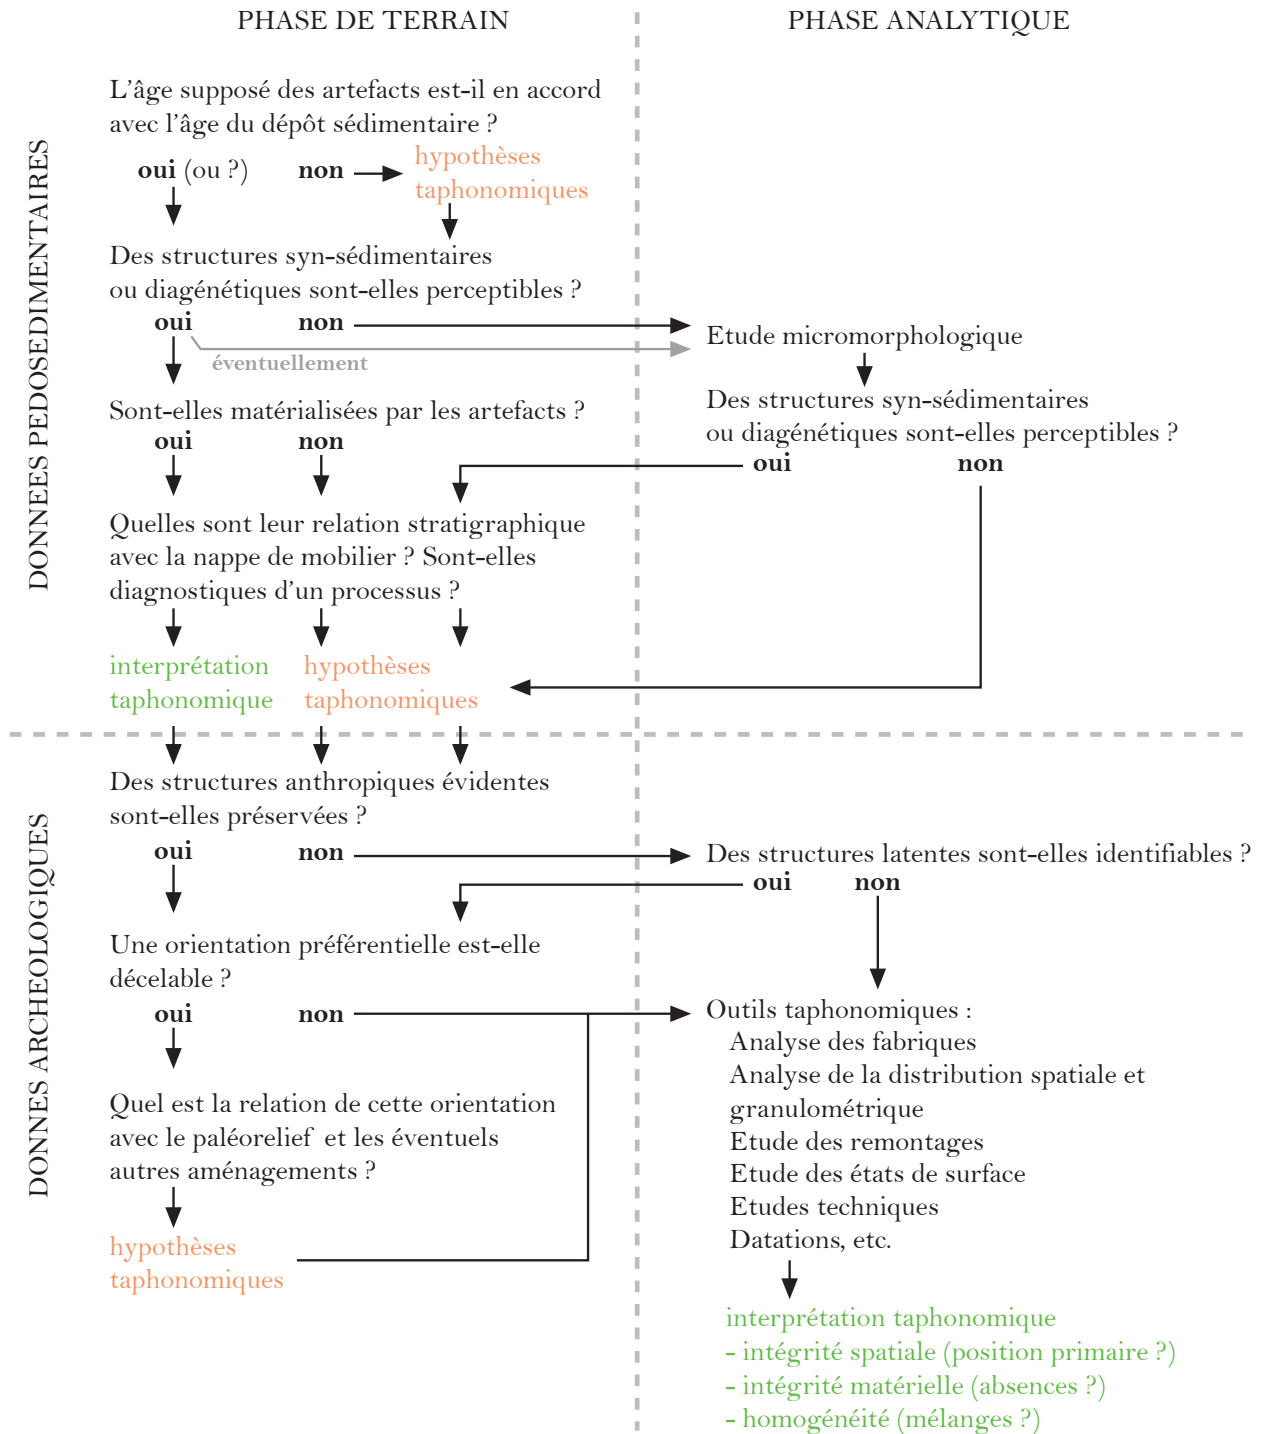 PHASE DE TERRAIN
PHASE ANALYTIQUE
DONNEES PEDOSEDIMENTAIRES
L'âge supposé des artefacts est-il en accord
avec l'âge du dépôt sédimentaire ?
oui (ou ?)
non
hypothèses
taphonomiques
Des structures syn-sédimentaires
ou diagénétiques sont-elles perceptibles ?
oui
non
éventuellement
Etude micromorphologique
Des structures syn-sédimentaires
ou diagénétiques sont-elles perceptibles ?
oui
non
Sont-elles matérialisées par les artefacts ?
oui
non
Quelles sont leur relation stratigraphique
avec la nappe de mobilier ? Sont-elles
diagnostiques d'un processus ?
interprétation
taphonomique
hypothèses
taphonomiques
DONNES ARCHEOLOGIQUES
Des structures anthropiques évidentes
sont-elles préservées ?
oui
non
Des structures latentes sont-elles identifiables ?
oui
non
Une orientation préférentielle est-elle
décelable ?
oui
non
Quel est la relation de cette orientation
avec le paléorelief et les éventuels
autres aménagements ?
hypothèses
taphonomiques
Outils taphonomiques :
Analyse des fabriques
Analyse de la distribution spatiale et
granulométrique
Etude des remontages
Etude des états de surface
Etudes techniques
Datations, etc.
interprétation taphonomique
- intégrité spatiale (position primaire ?)
- intégrité matérielle (absences ?)
- homogénéité (mélanges ?)